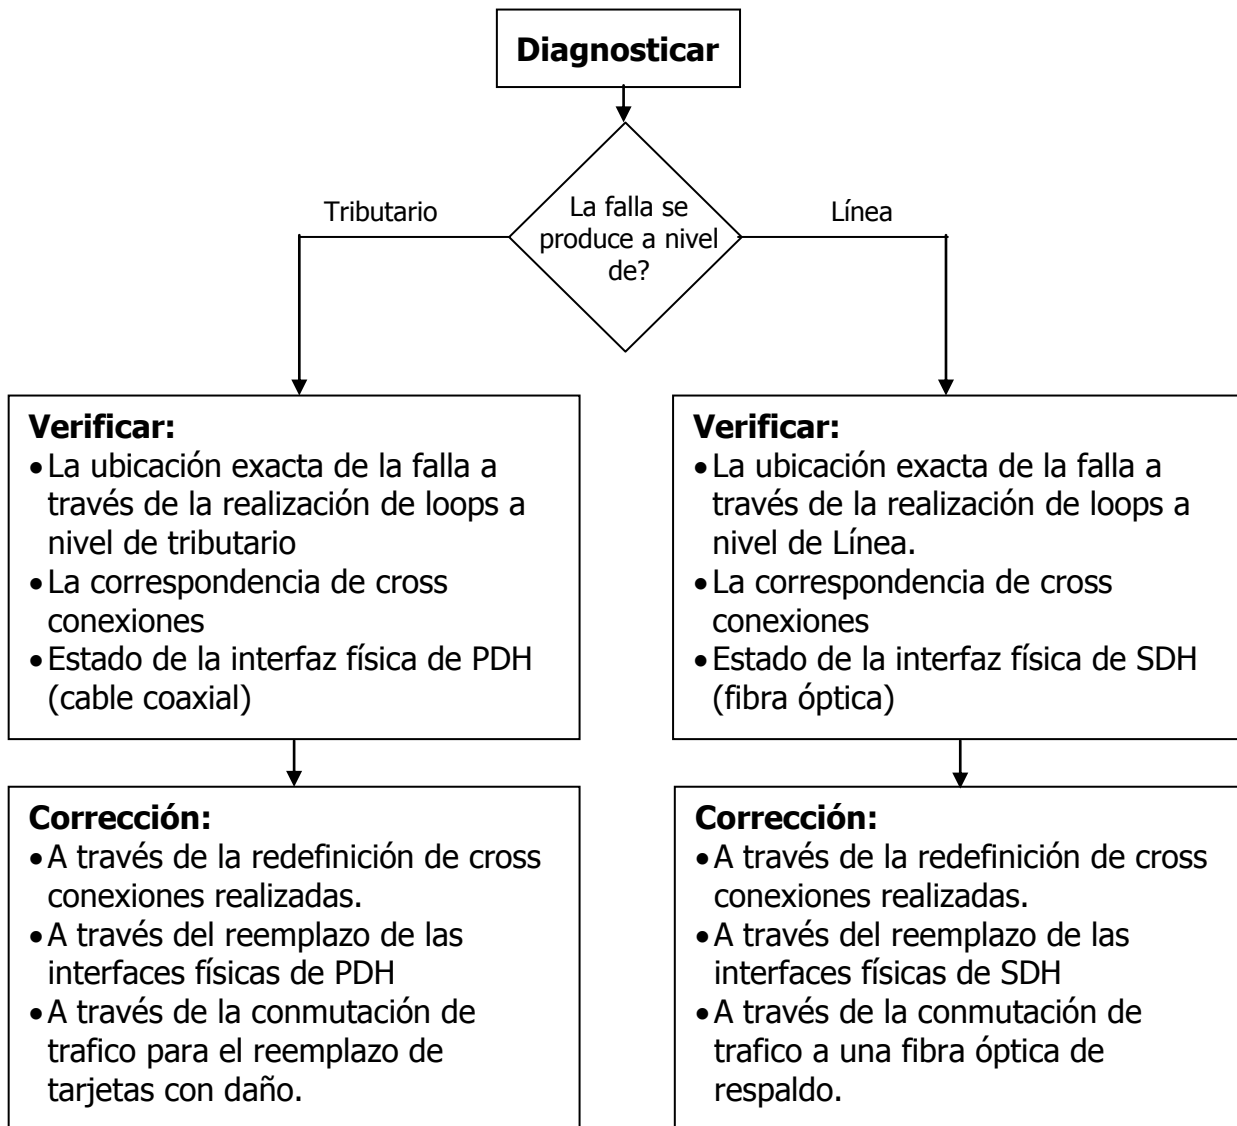 Diagnosticar
Tributario
La falla se
produce a nivel
de?
Línea
Verificar:
• La ubicación exacta de la falla a
través de la realización de loops a
nivel de tributario
• La correspondencia de cross
conexiones
• Estado de la interfaz física de PDH
(cable coaxial)
Verificar:
• La ubicación exacta de la falla a
través de la realización de loops a
nivel de Línea.
• La correspondencia de cross
conexiones
• Estado de la interfaz física de SDH
(fibra óptica)
Corrección:
• A través de la redefinición de cross
conexiones realizadas.
• A través del reemplazo de las
interfaces físicas de PDH
• A través de la conmutación de
trafico para el reemplazo de
tarjetas con daño.
Corrección:
• A través de la redefinición de cross
conexiones realizadas.
• A través del reemplazo de las
interfaces físicas de SDH
• A través de la conmutación de
trafico a una fibra óptica de
respaldo.